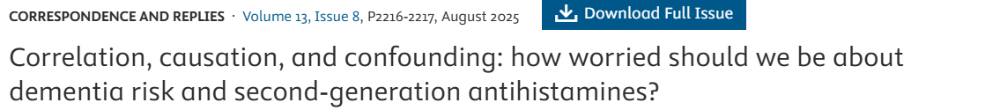 CORRESPONDENCE AND REPLIES · Volume 13, Issue 8, P2216-2217, August 2025 Download Full Issue
Correlation, causation, and confounding: how worried should we be about
dementia risk and second-generation antihistamines?